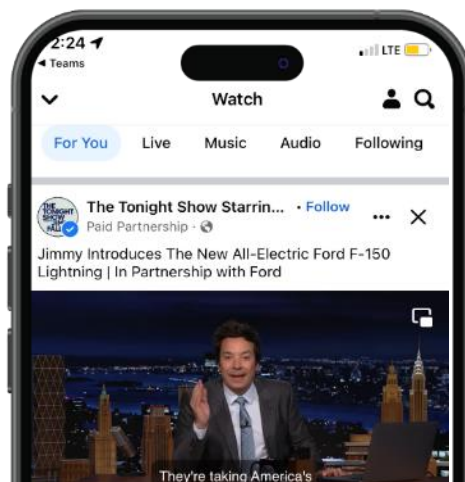 2:24
LTE
Teams
Watch
For You Live Music Audio Following
The Tonight Show Starrin... · Follow
Paid Partnership ·
Jimmy Introduces The New All-Electric Ford F-150
Lightning | In Partnership with Ford
They're taking America's